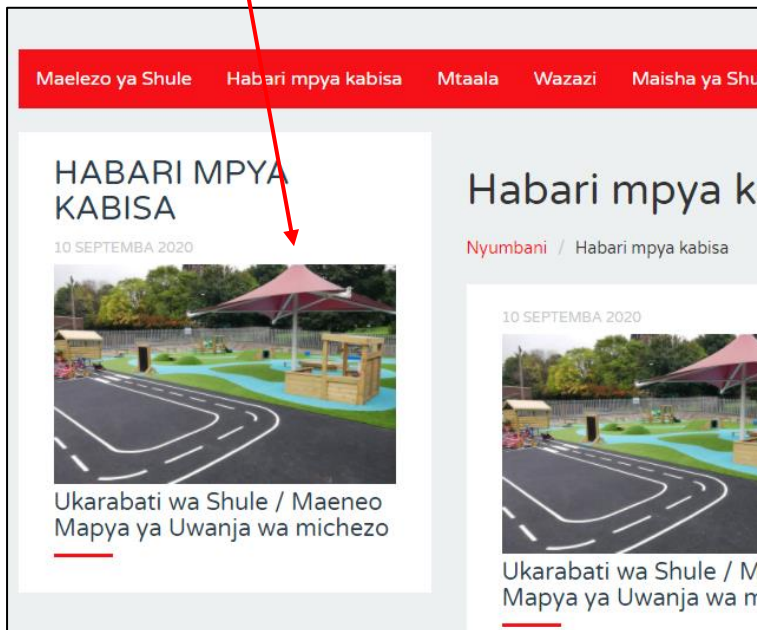 Maelezo ya Shule Habari mpya kabisa Mtaala Wazazi Maisha ya Shu
HABARI MPYA
KABISA
10 SEPTEMBA 2020
Ukarabati wa Shule / Maeneo
Mapya ya Uwanja wa michezo
Habari mpya k
Nyumbani / Habari mpya kabisa
10 SEPTEMBA 2020
Ukarabati wa Shule / M
Mapya ya Uwanja wa m